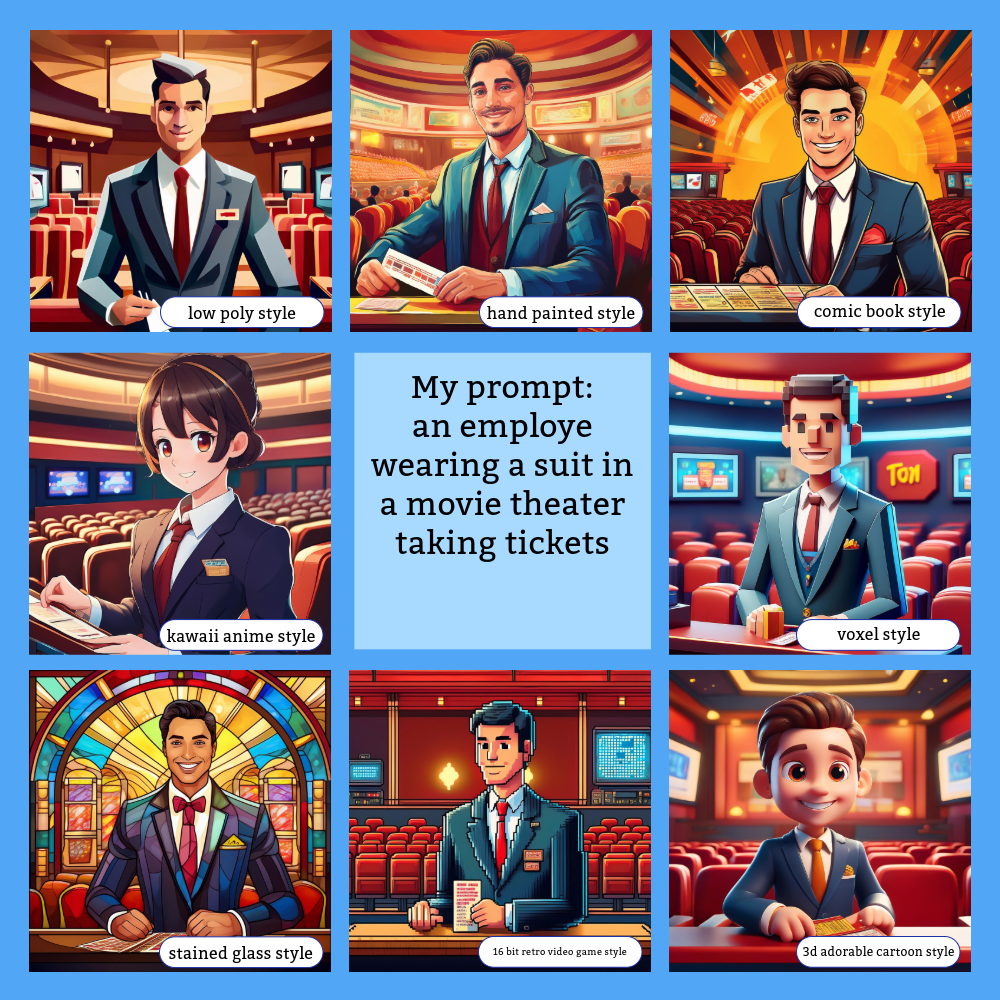 low poly style
hand painted style
comic book style
My prompt:
an employe
wearing a suit in
a movie theater
taking tickets
Ton
kawaii anime style
voxel style
stained glass style
16 bit retro video game style
3d adorable cartoon style